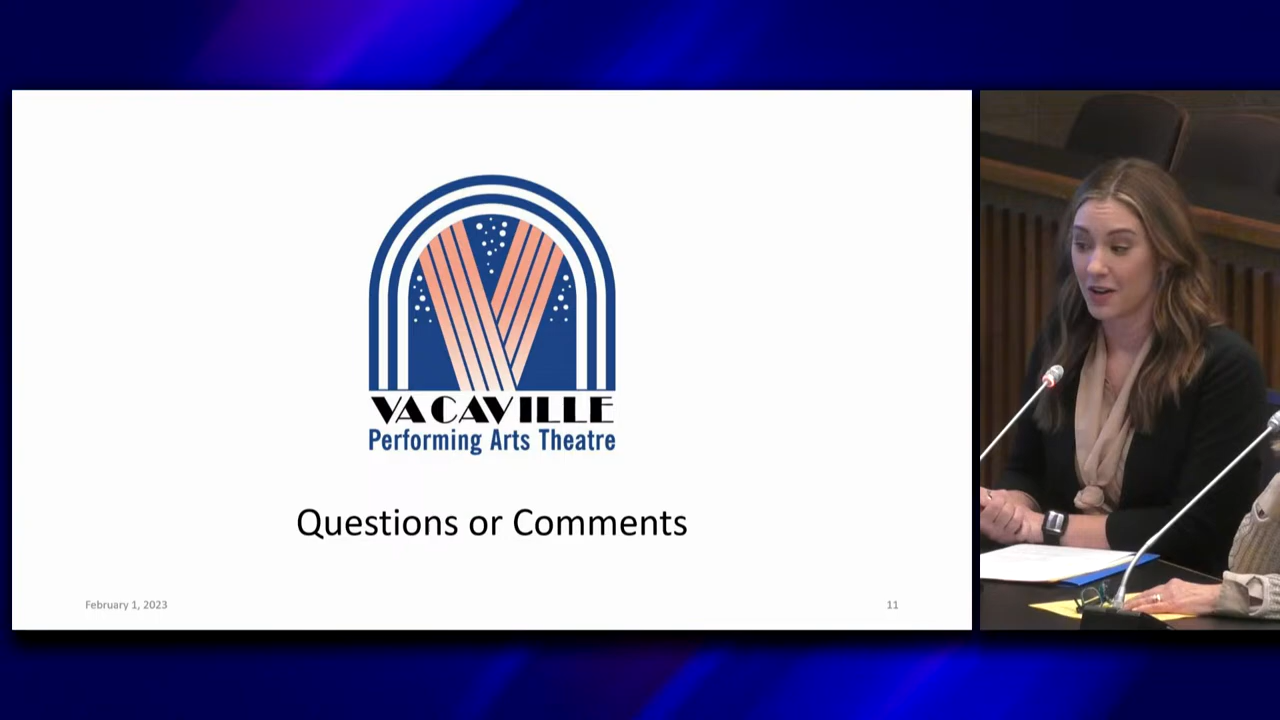 VACAVILLE
Performing Arts Theatre
Questions or Comments
February 1, 2023
11